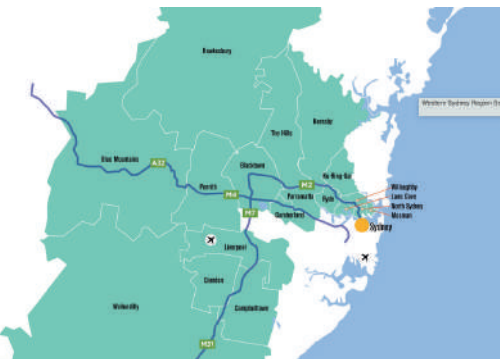 Hawkesbury
Western Sydney Region
Hornsby
The Hills
Blue Mountains
A32
Blacktown
Ku-Ring-Gai
Penrith
M4
M2
Parramatta
Ryde
Willoughby
Lane Cove
North Sydney
Mosman
M7
Cumberland
Sydney
Liverpool
Camden
Wollondilly
Campbelltown
M31